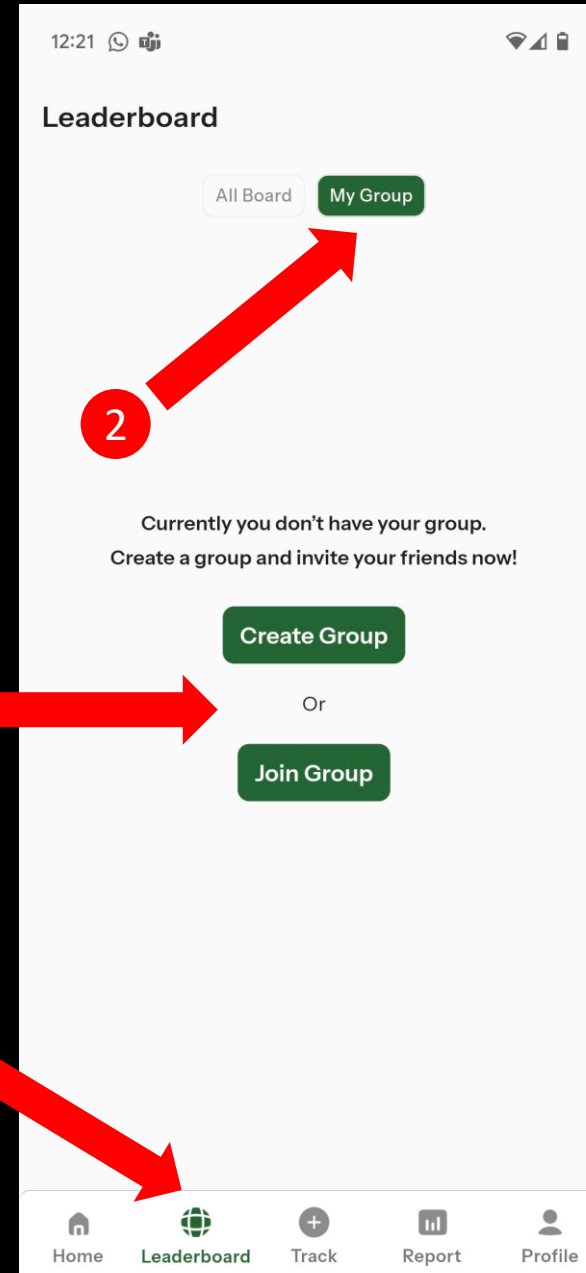 12:21
Leaderboard
All Board My Group
2
Currently you don’t have your group.
Create a group and invite your friends now!
Create Group
Or
Join Group
Home Leaderboard Track Report Profile